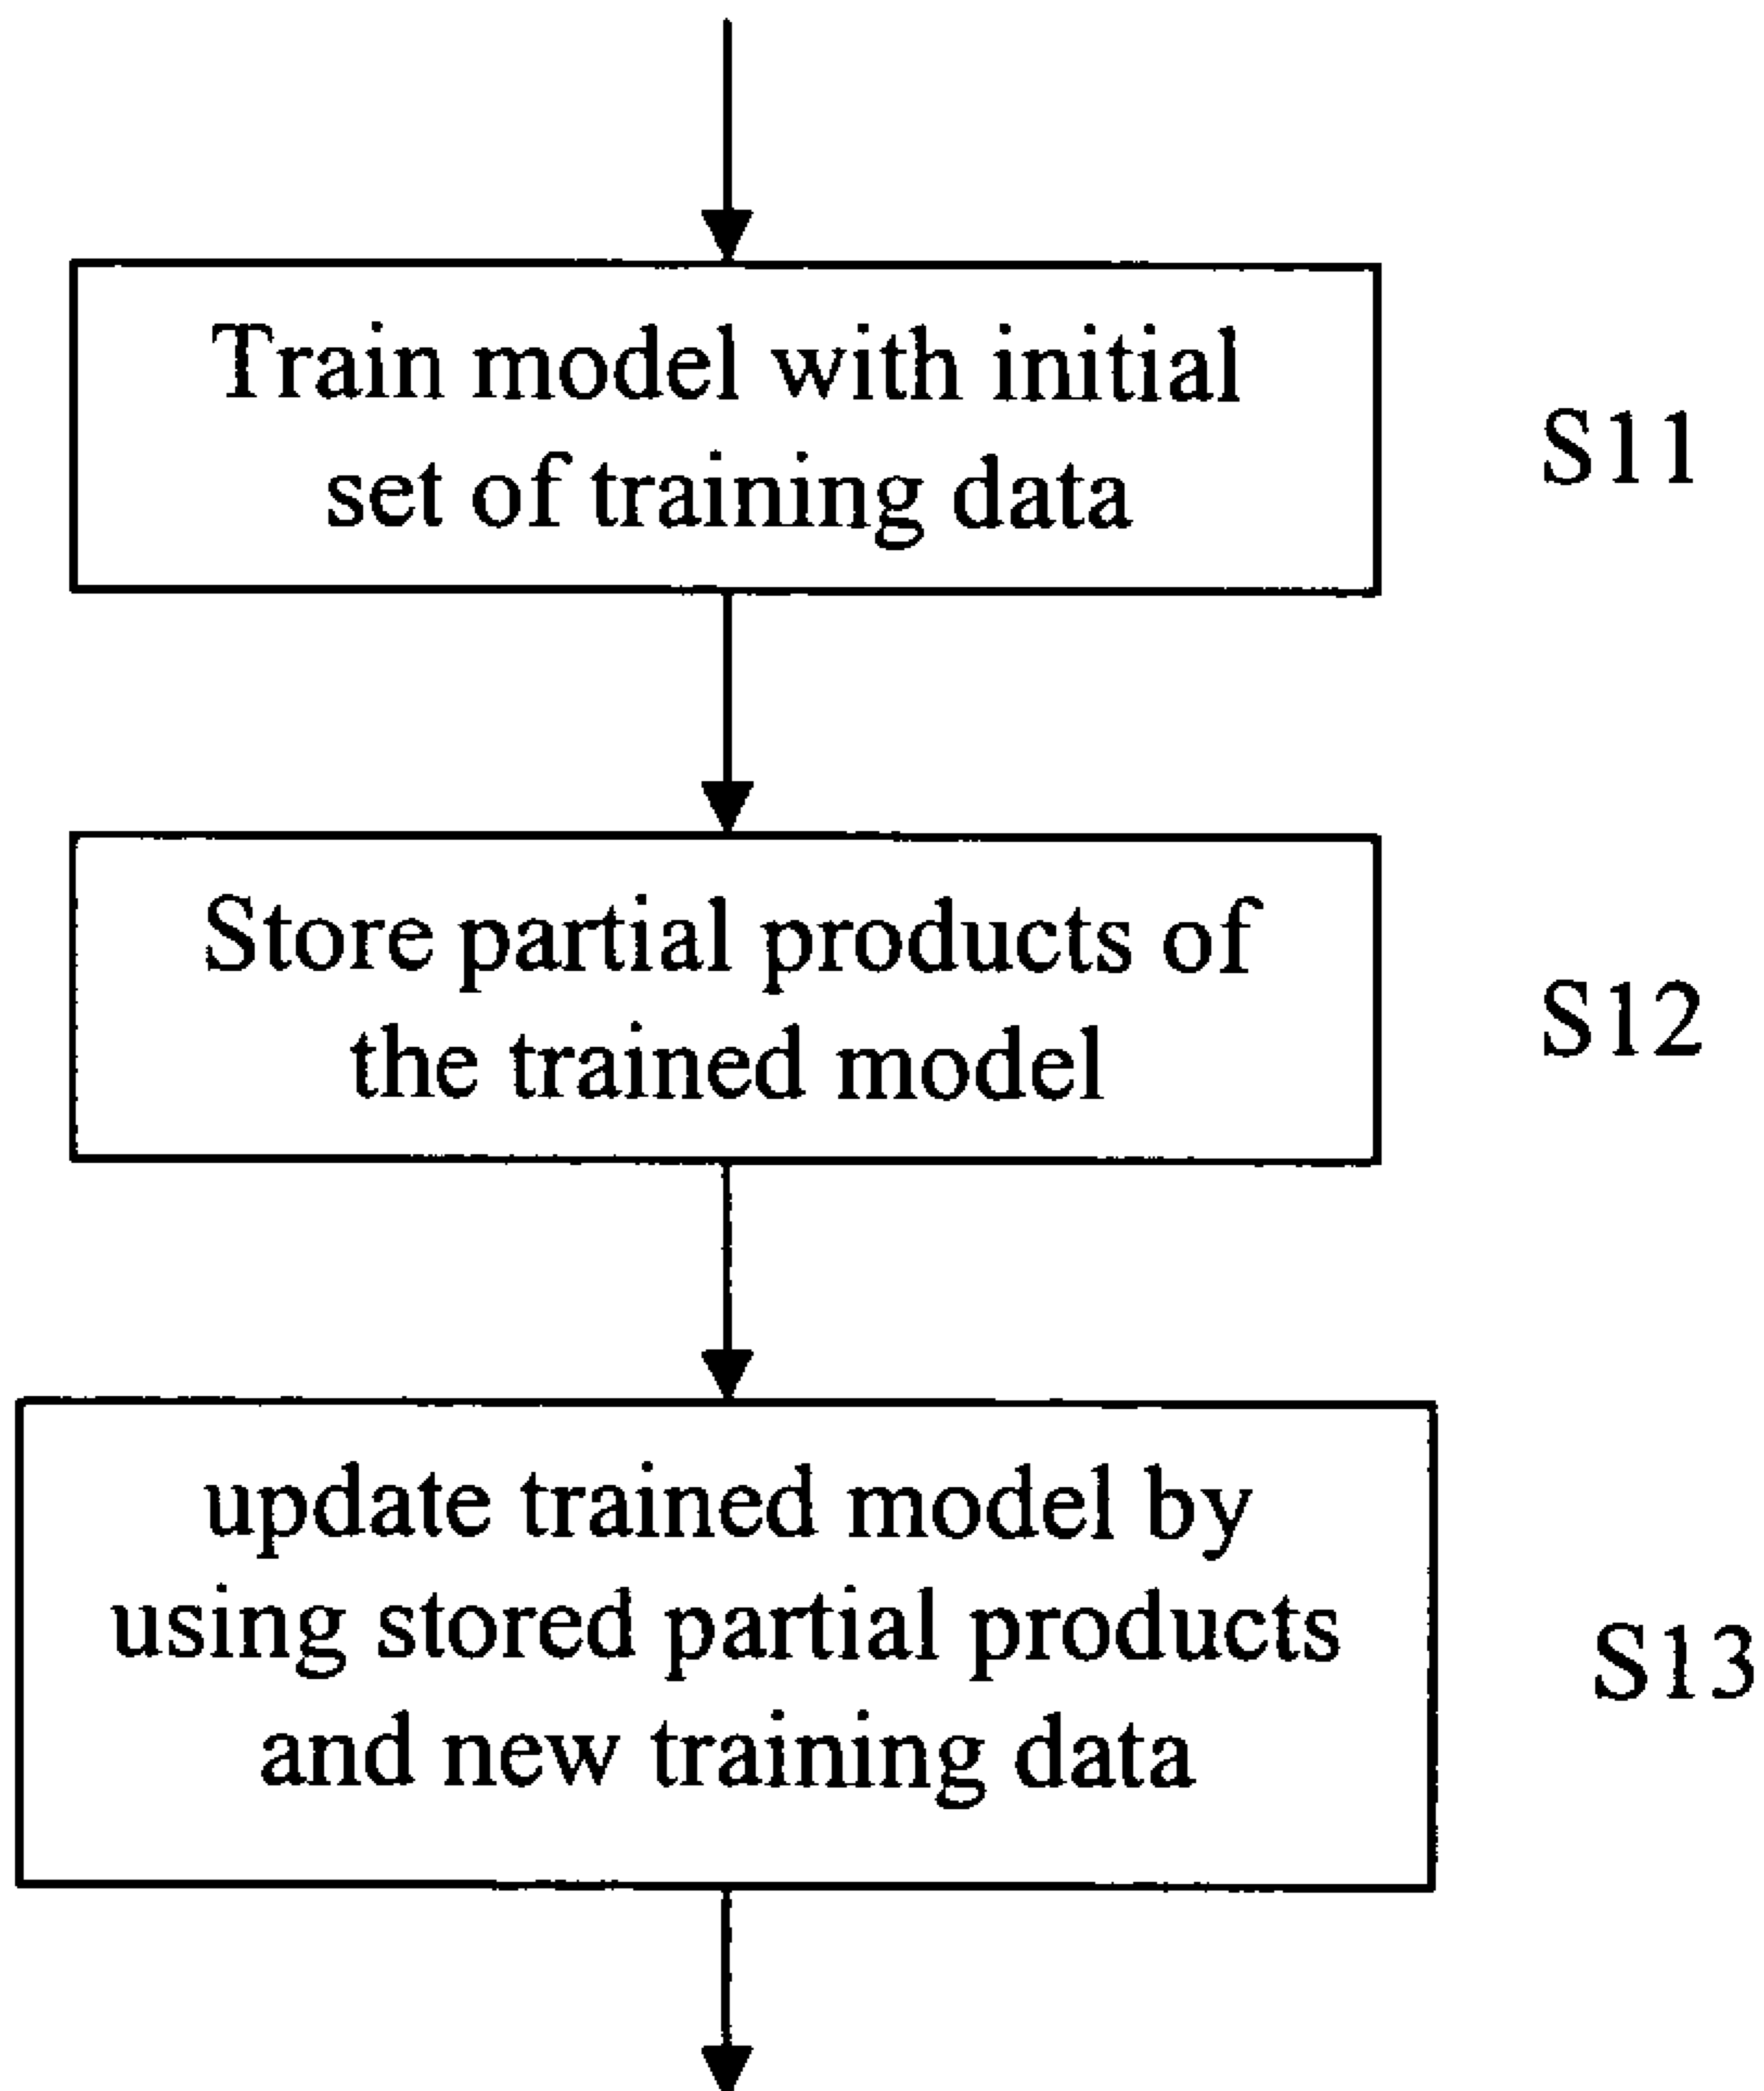 Train model with initial
set of training data
S11
Store partial products of
the trained model
S12
update trained model by
using stored partial products
and new training data
S13